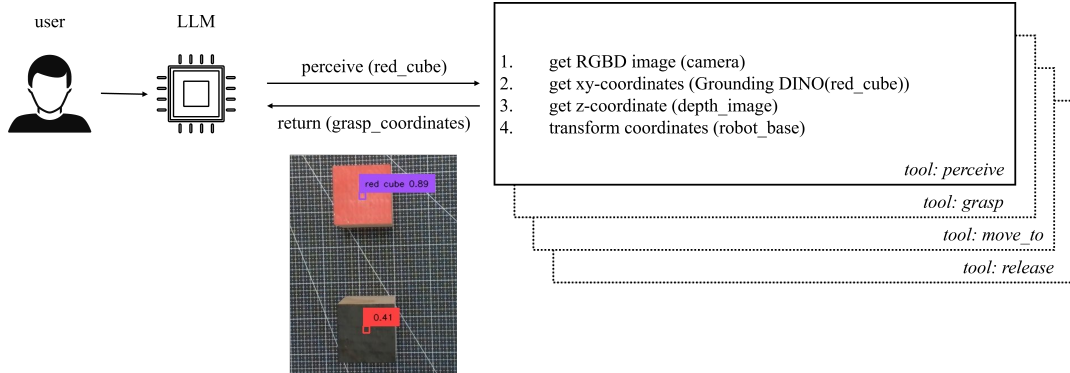 user
LLM
perceive (red_cube)
return (grasp_coordinates)
1. get RGBD image (camera)
2. get xy-coordinates (Grounding DINO(red_cube))
3. get z-coordinate (depth_image)
4. transform coordinates (robot_base)
tool: perceive
tool: grasp
tool: move_to
tool: release
red cube 0.89
0.41